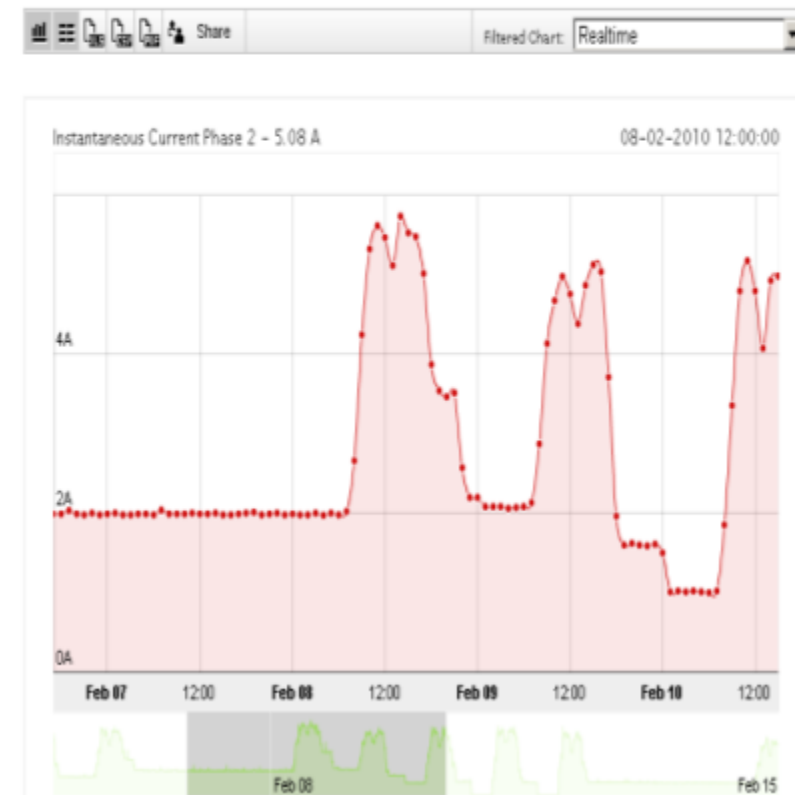 Share
Filtered Chart: Realtime
Instantaneous Current Phase 2 - 5.08 A
08-02-2010 12:00:00
4A
2A
0A
Feb 07 12:00 Feb 08 12:00 Feb 09 12:00 Feb 10 12:00
Feb 08 Feb 15